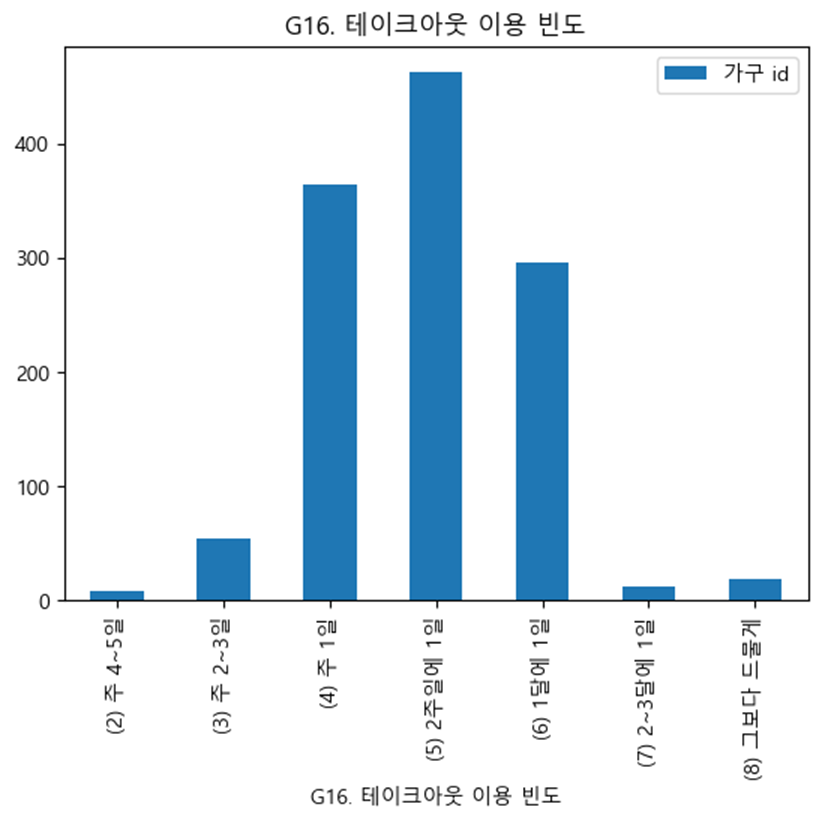 G16. 테이크아웃 이용 빈도
가구 id
400
300
200
100
0
(2) 주 4~5일
(3) 주 2~3일
(4) 주 1일
(5) 2주일에 1일
(6) 1달에 1일
(7) 2~3달에 1일
(8) 그보다 드물게
G16. 테이크아웃 이용 빈도